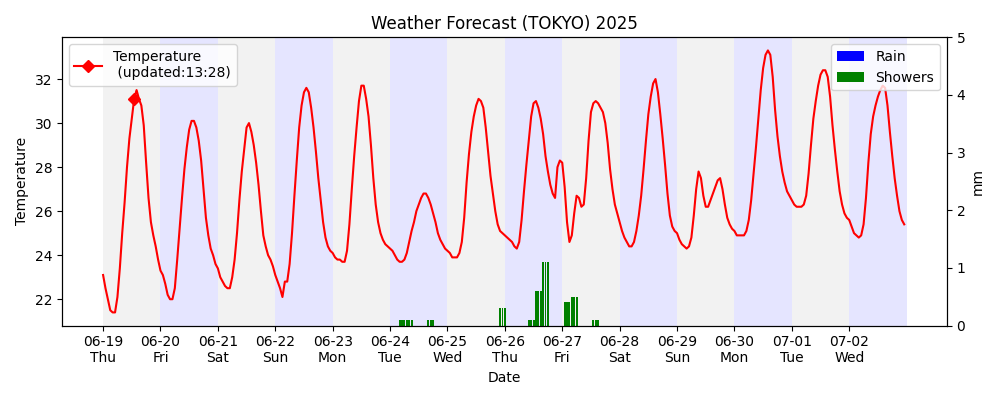 Weather Forecast (TOKYO) 2025
Temperature
(updated:13:28)
Rain
Showers
Temperature
32
30
28
26
24
22
5
4
3
2
1
0
mm
06-19 06-20 06-21 06-22 06-23 06-24 06-25 06-26 06-27 06-28 06-29 06-30 07-01 07-02
Thu Fri Sat Sun Mon Tue Wed Thu Fri Sat Sun Mon Tue Wed
Date